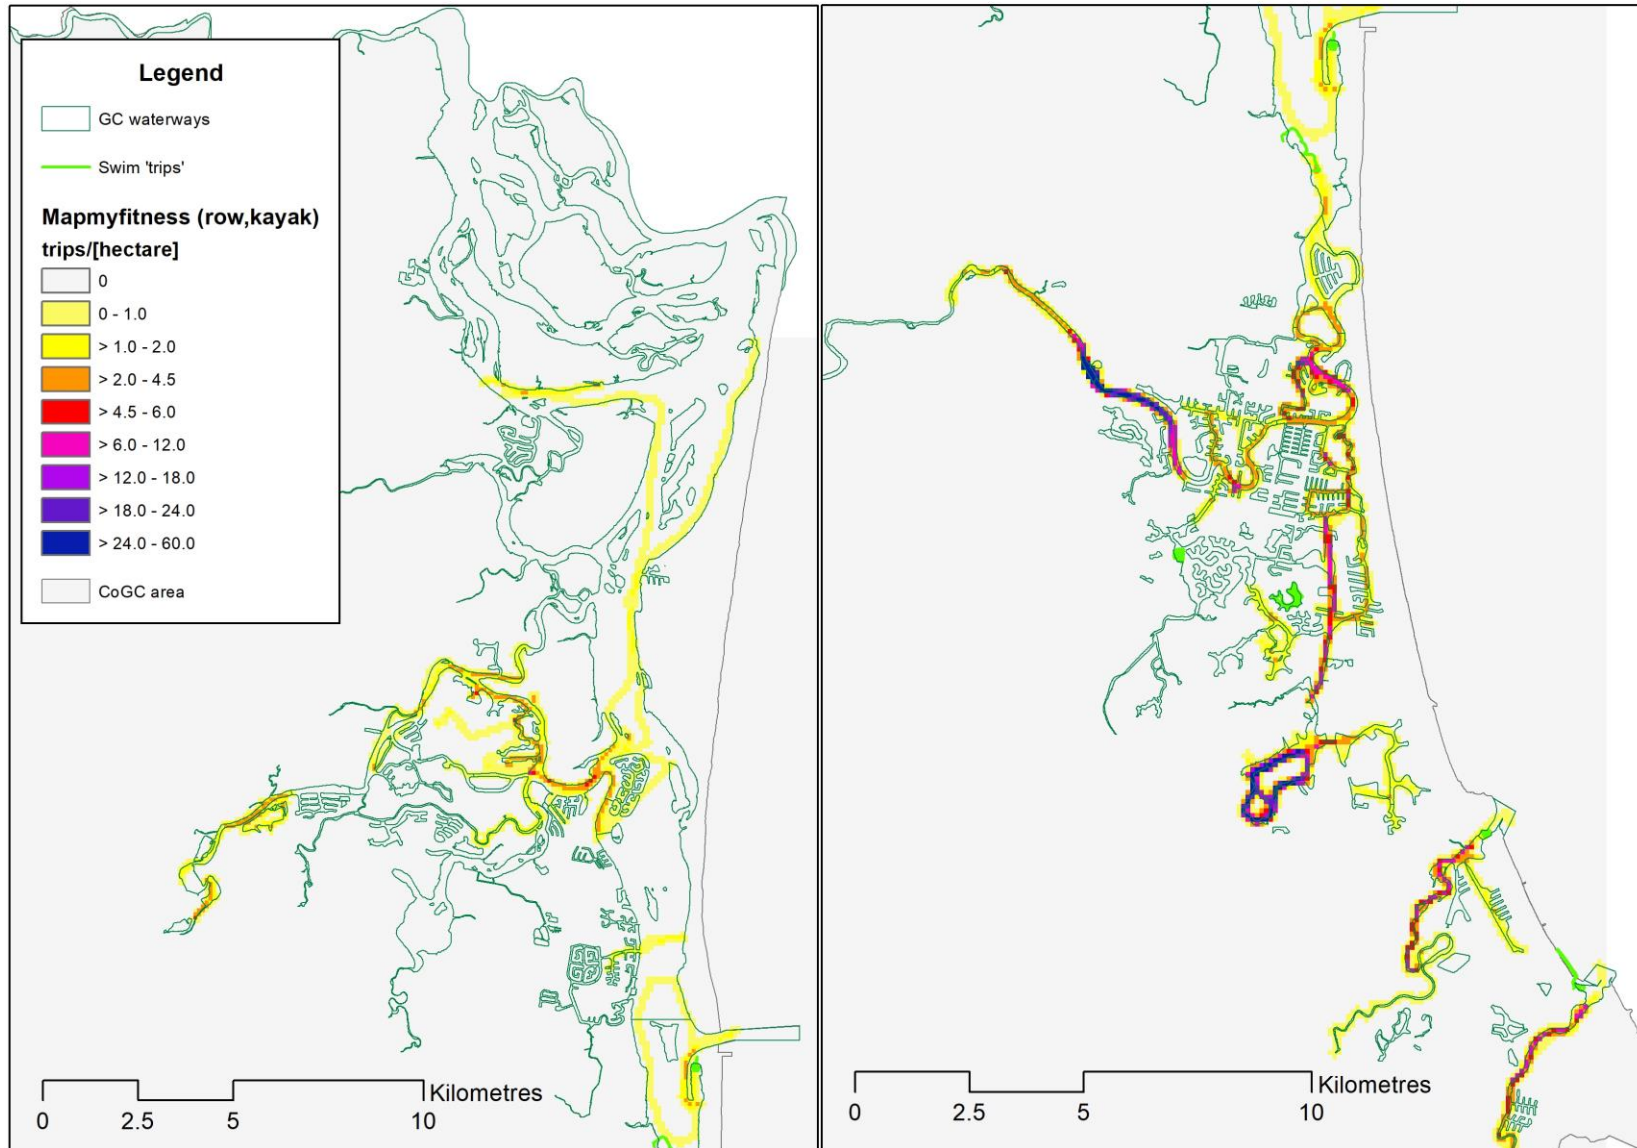 Legend
GC waterways
Swim 'trips'
Mapmyfitness (row,kayak)
trips/[hectare]
0
0 - 1.0
> 1.0 - 2.0
> 2.0 - 4.5
> 4.5 - 6.0
> 6.0 - 12.0
> 12.0 - 18.0
> 18.0 - 24.0
> 24.0 - 60.0
CoGC area
Kilometres
0 2.5 5 10
Kilometres
0 2.5 5 10